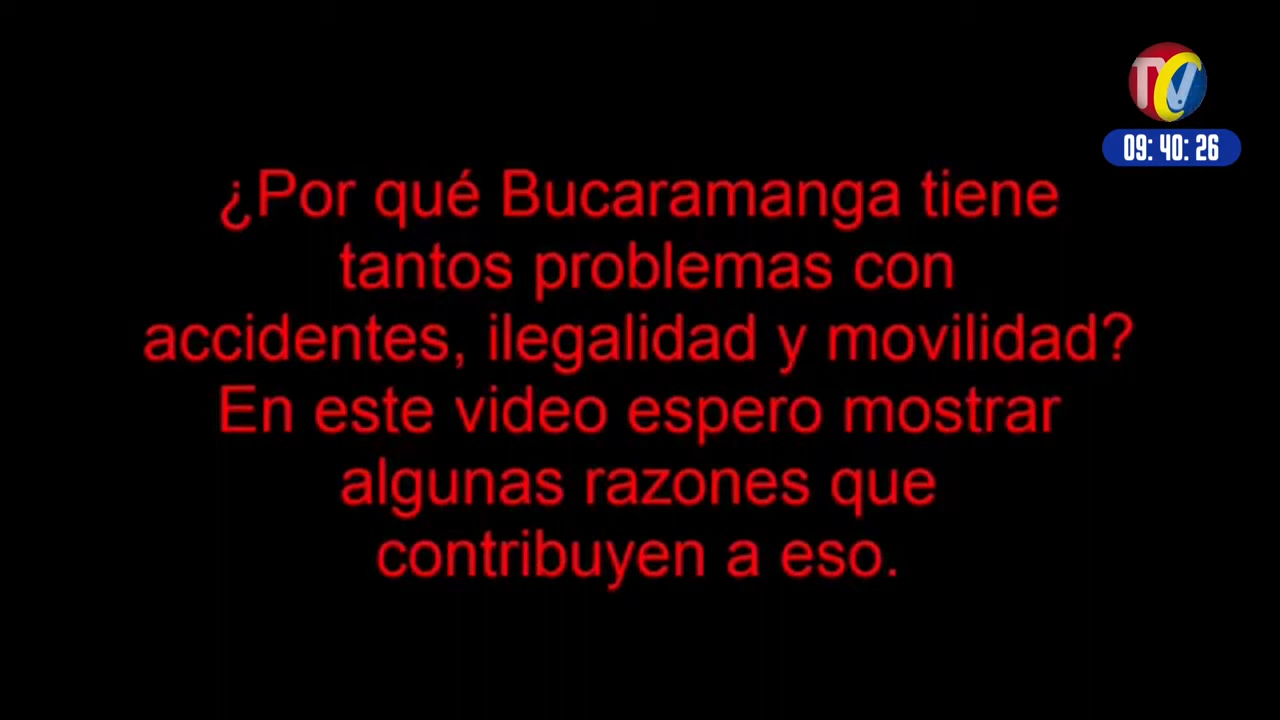 TCV
09: 40: 26
¿Por qué Bucaramanga tiene
tantos problemas con
accidentes, ilegalidad y movilidad?
En este video espero mostrar
algunas razones que
contribuyen a eso.